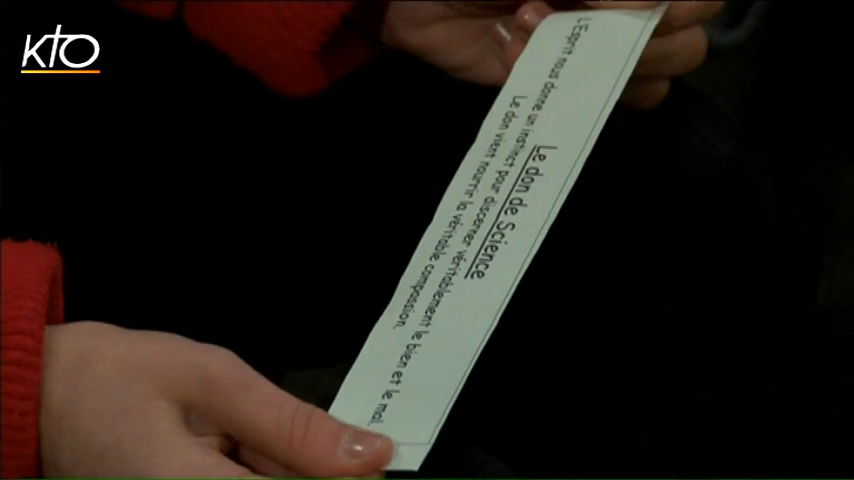 KTO
Le don de Science
L'Esprit nous donne un instinct pour discerner véritablement le bien et le mal.
Le don vient nourrir la véritable compassion.